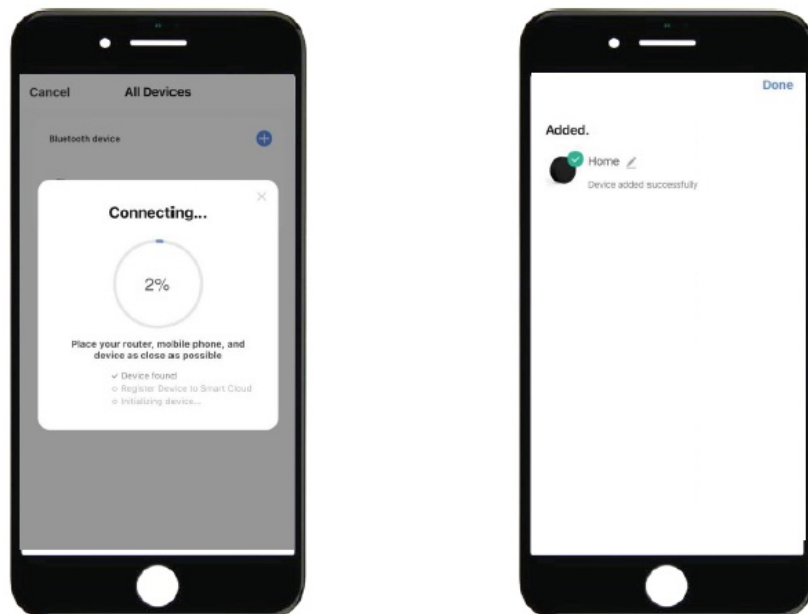 Cancel
All Devices
Bluetooth device
Connecting...
2%
Place your router, mobile phone, and
device as close as possible
Device found
Register Device to Smart Cloud
Initializing device...
Done
Added.
Home
Device added successfully